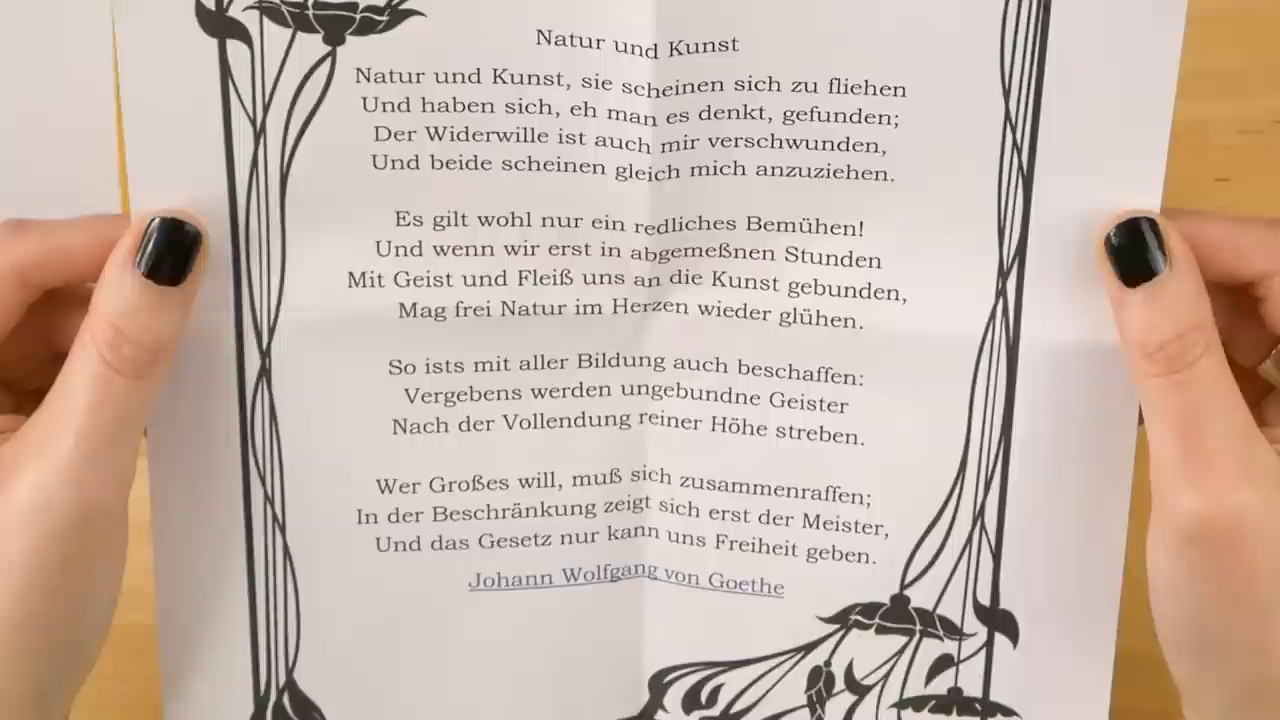 Natur und Kunst
Natur und Kunst, sie scheinen sich zu fliehen
Und haben sich, eh man es denkt, gefunden;
Der Widerwille ist auch mir verschwunden,
Und beide scheinen gleich mich anzuziehen.
Es gilt wohl nur ein redliches Bemühen!
Und wenn wir erst in abgemeßnen Stunden
Mit Geist und Fleiß uns an die Kunst gebunden,
Mag frei Natur im Herzen wieder glühen.
So ists mit aller Bildung auch beschaffen:
Vergebens werden ungebundne Geister
Nach der Vollendung reiner Höhe streben.
Wer Großes will, muß sich zusammenraffen;
In der Beschränkung zeigt sich erst der Meister,
Und das Gesetz nur kann uns Freiheit geben.
Johann Wolfgang von Goethe